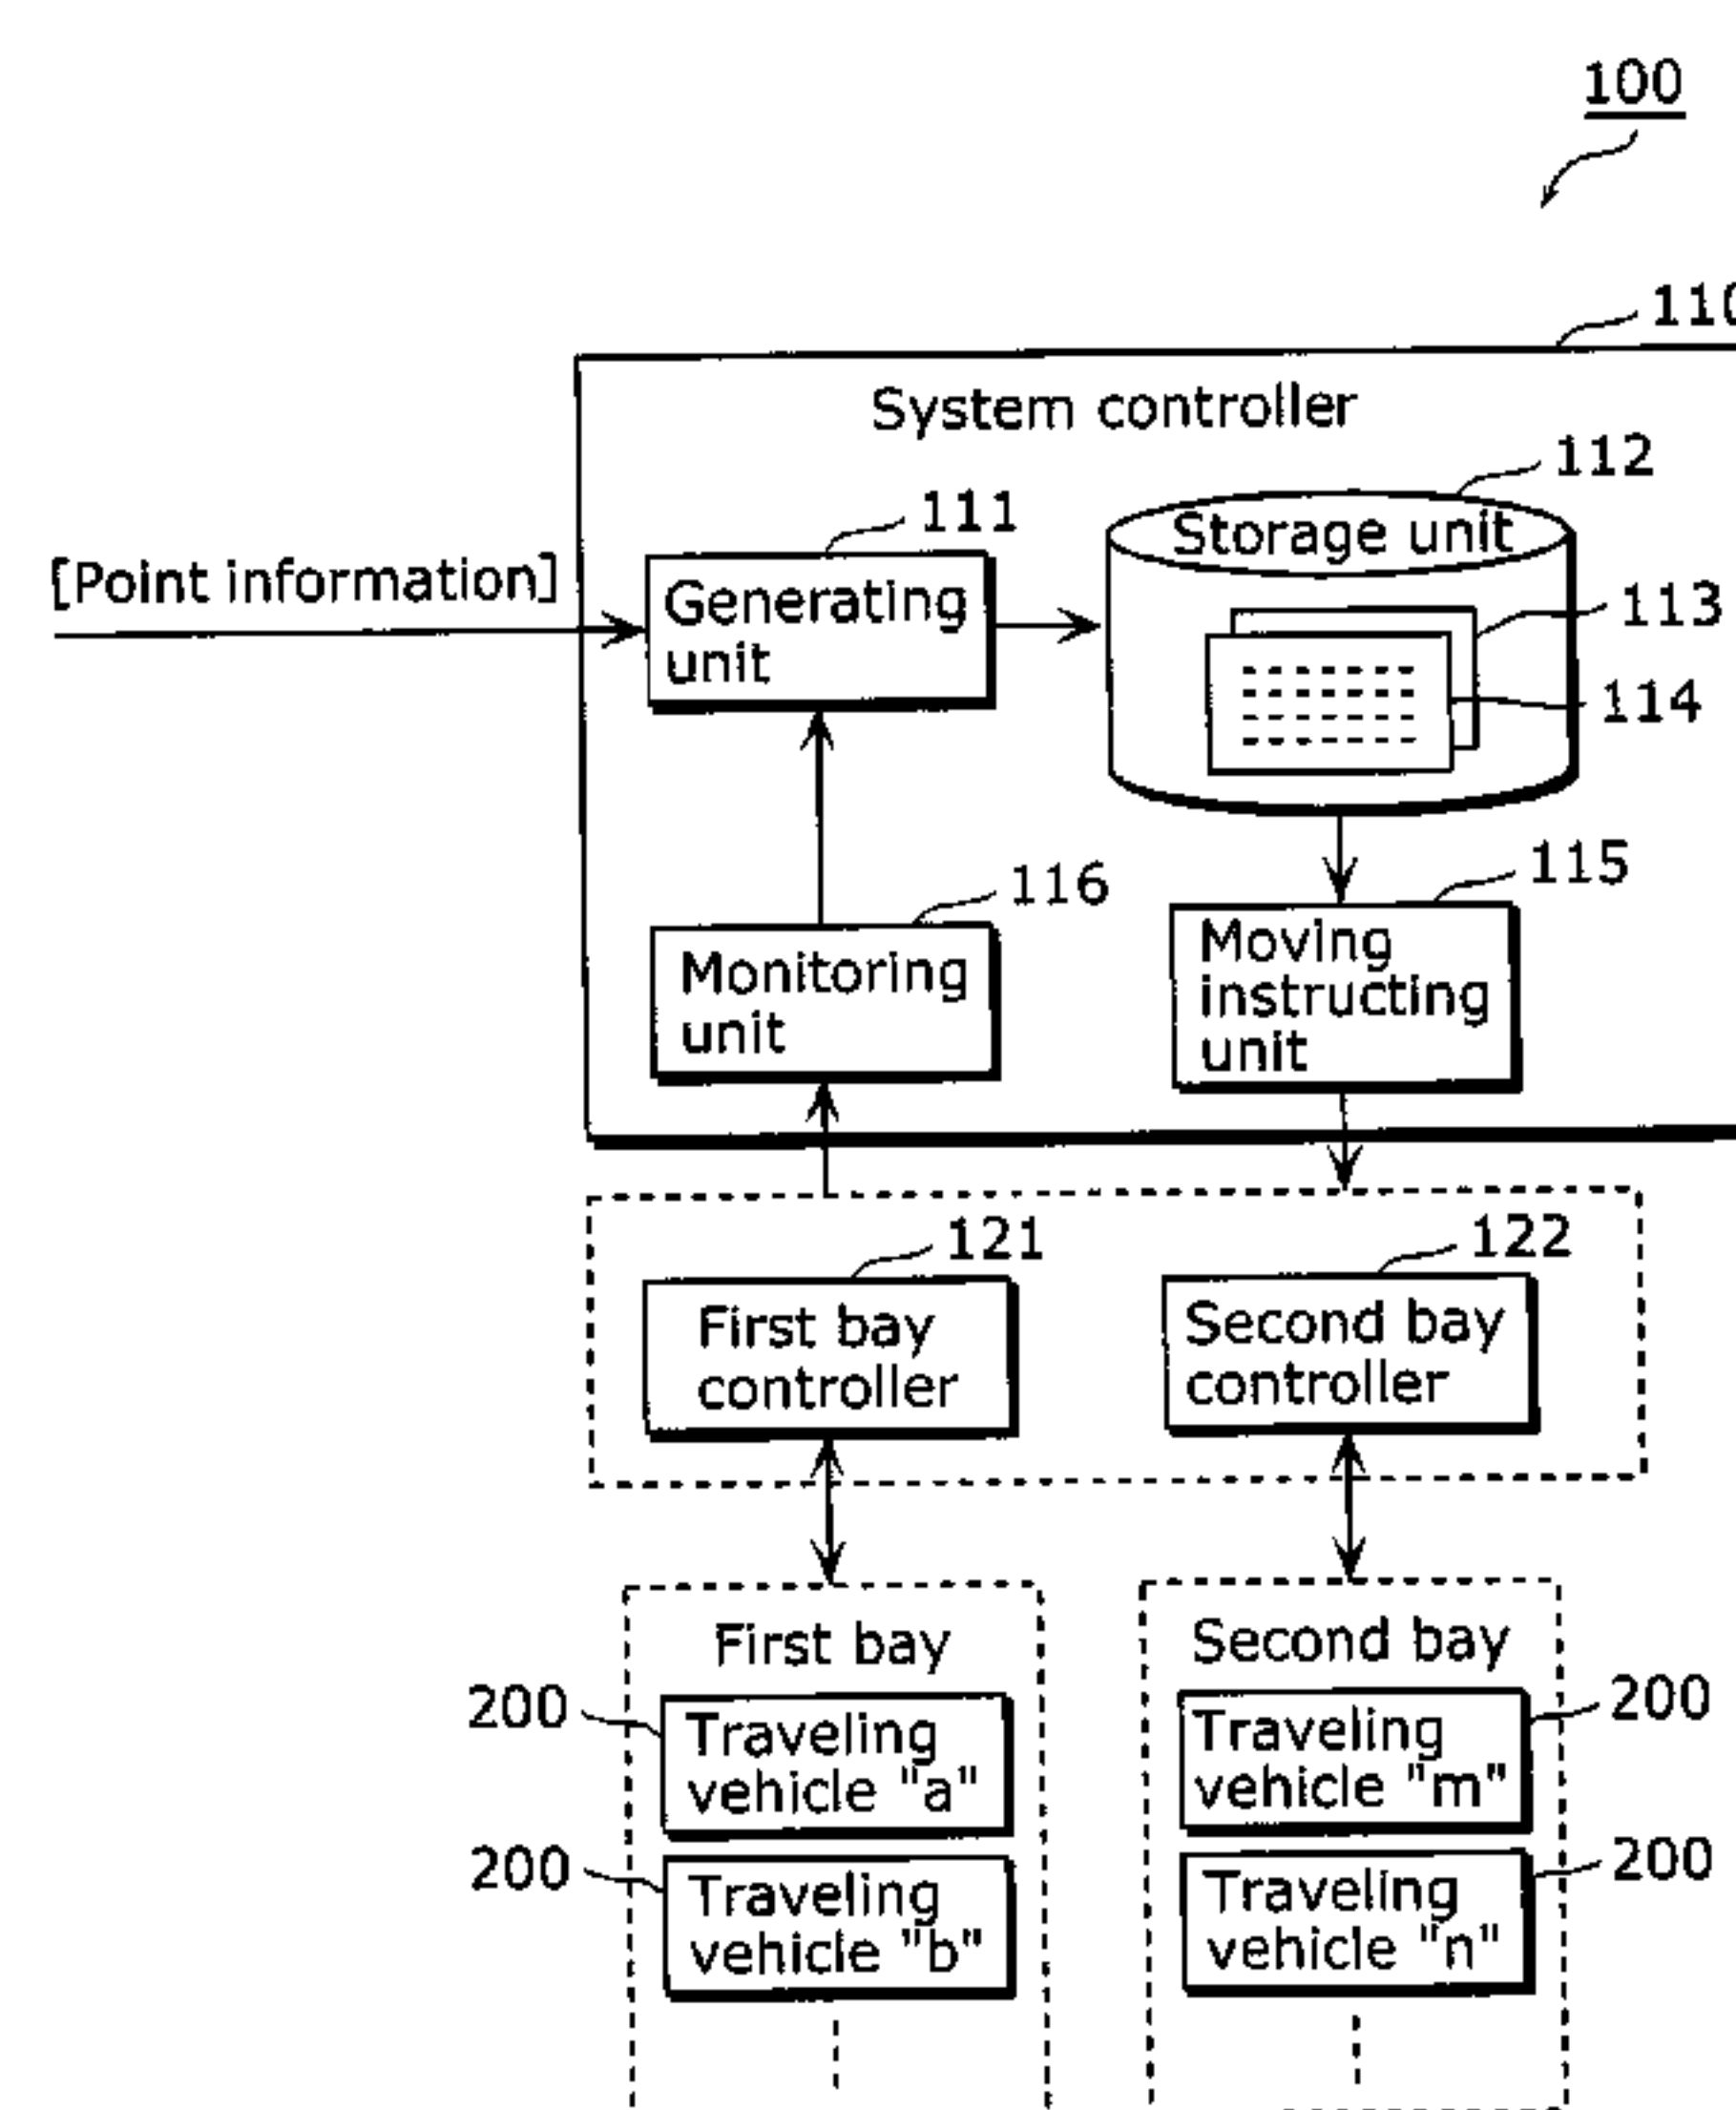 100
110
System controller
112
111
Storage unit
[Point information]
Generating
unit
113
114
116
115
Monitoring
unit
Moving
instructing
unit
121
122
First bay
controller
Second bay
controller
First bay
Second bay
200
Traveling
vehicle "a"
Traveling
vehicle "m"
200
200
Traveling
vehicle "b"
Traveling
vehicle "n"
200